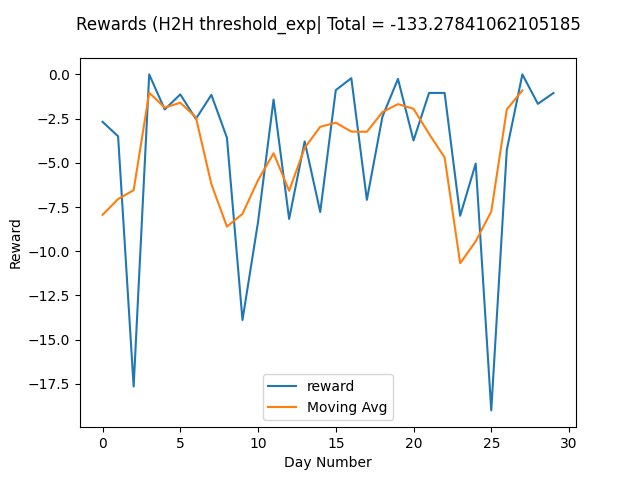 Rewards (H2H threshold_exp| Total = -133.27841062105185
0.0
−2.5
−5.0
−7.5
−10.0
−12.5
−15.0
−17.5
Reward
reward
Moving Avg
0 5 10 15 20 25 30
Day Number